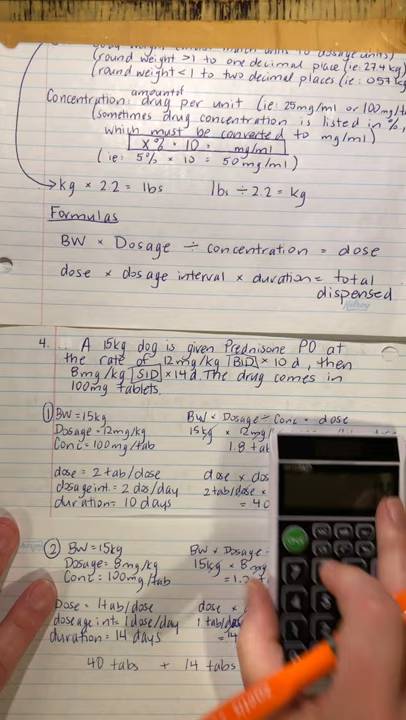 (round weight >1 to one decimal place (ie: 27.4kg)
(round weight <1 to two decimal places (ie: 0.57kg
amount of
Concentration: drug per unit (ie: 25mg/ml or 100mg/
(sometimes drug concentration is listed in %,
which must be converted to mg/ml)
X% × 10 = mg/ml
(ie: 5% × 10 = 50mg/ml)
kg × 2.2 = lbs lbs ÷ 2.2 = kg
Formulas
BW × Dosage ÷ concentration = dose
dose × dosage interval × duration = total
dispensed
4. A 15kg dog is given Prednisone PO at
the rate of 12mg/kg BID × 10 d, then
8mg/kg SID × 14 d. The drug comes in
100mg tablets.
① BW = 15kg BW × Dosage ÷ Conc = dose
Dosage = 12mg/kg 15kg × 12mg/
Conc = 100mg/tab 1.8 tab
dose = 2 tab/dose dose × dos
dosage int. = 2 dos/day 2 tab/dose ×
duration = 10 days = 40
② BW = 15kg BW × Dosage
Dosage = 8mg/kg 15kg × 8mg
Conc = 100mg/tab = 1.2
Dose = 1 tab/dose dose ×
doseage int = 1 dose/day 1 tab/
duration = 14 days = 14
40 tabs + 14 tabs